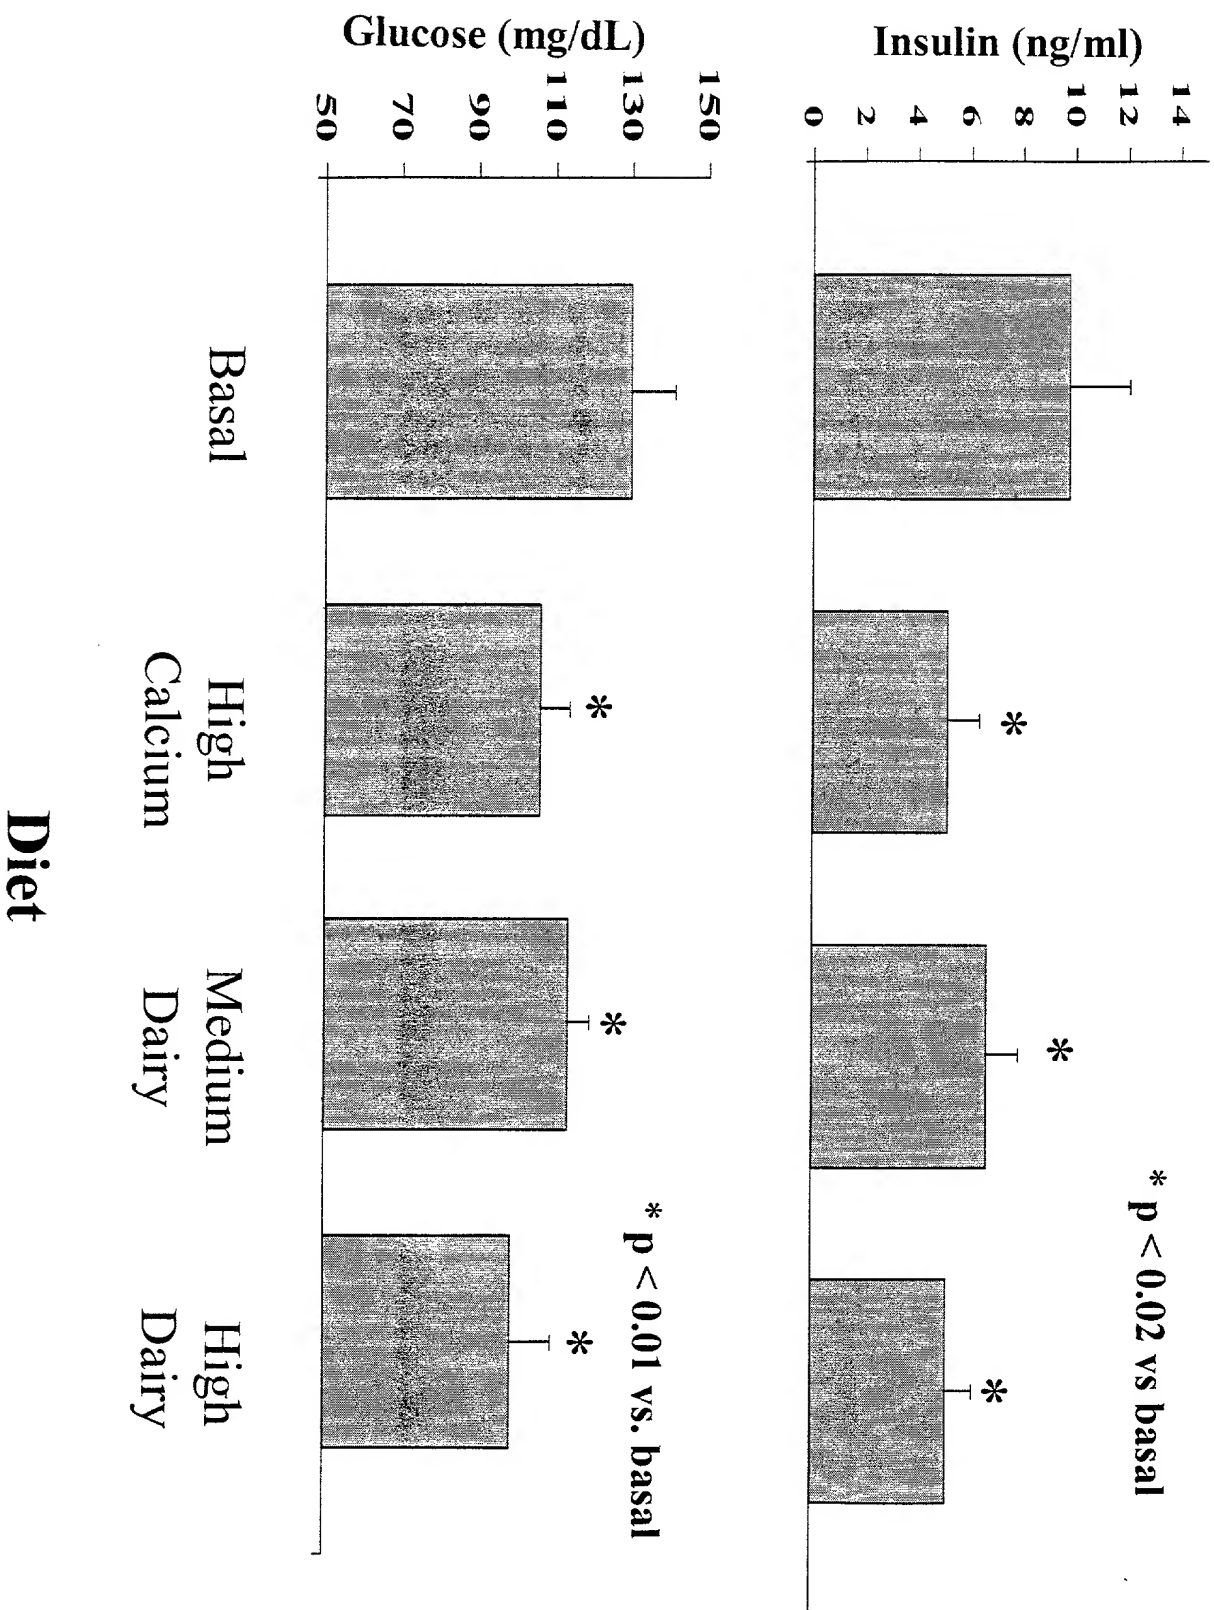 Insulin (ng/ml)
14
12
10
8
6
4
2
0
* p < 0.02 vs basal
*
*
*
Glucose (mg/dL)
150
130
110
90
70
50
* p < 0.01 vs. basal
*
*
*
Basal
High
Calcium
Medium
Dairy
High
Dairy
Diet